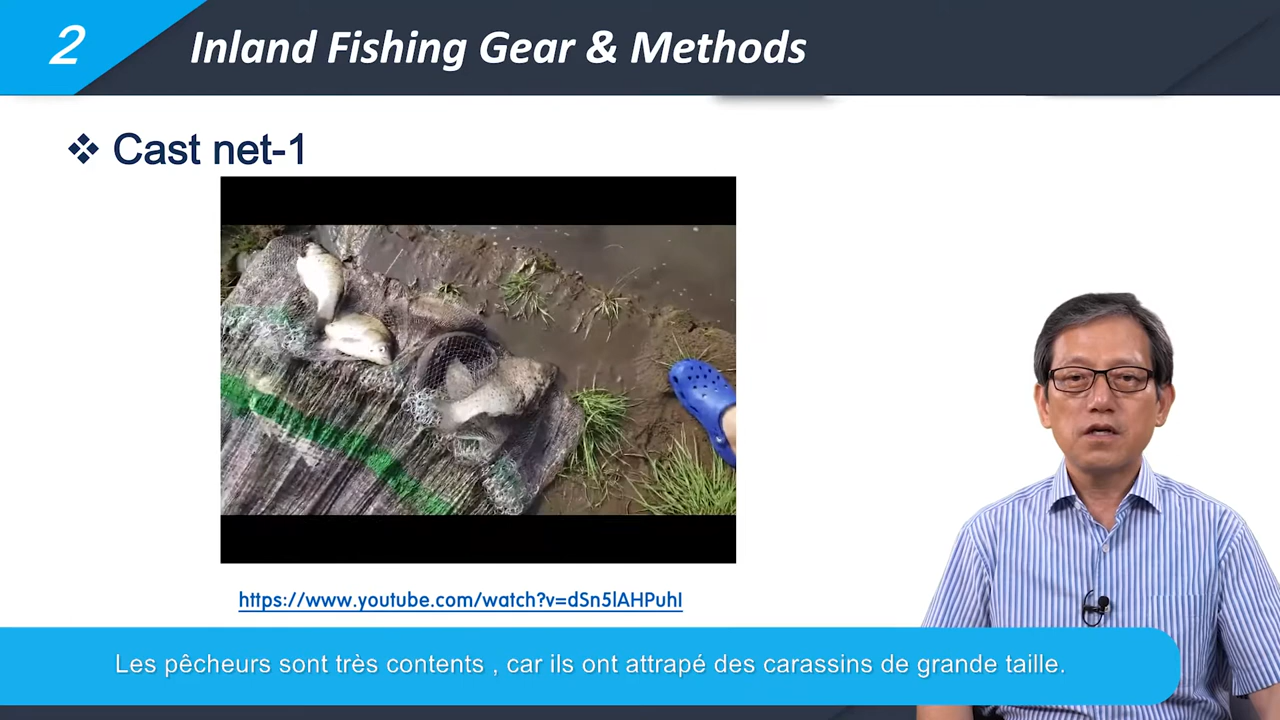 2
Inland Fishing Gear & Methods
Cast net-1
https://www.youtube.com/watch?v=dSn5lAHPuhI
Les pêcheurs sont très contents , car ils ont attrapé des carassins de grande taille.